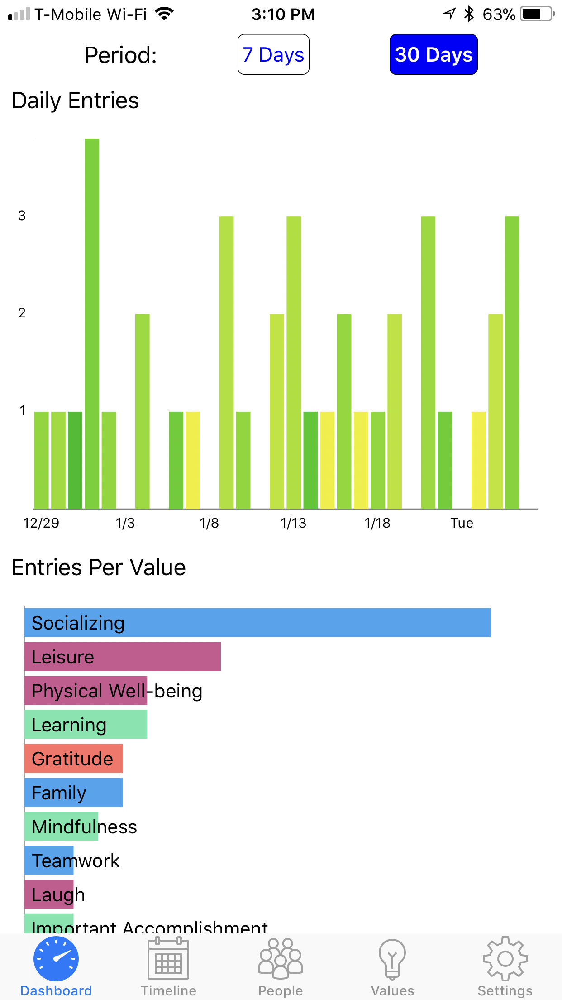 T-Mobile Wi-Fi 3:10 PM 63%
Period: 7 Days 30 Days
Daily Entries
3
2
1
12/29 1/3 1/8 1/13 1/18 Tue
Entries Per Value
Socializing
Leisure
Physical Well-being
Learning
Gratitude
Family
Mindfulness
Teamwork
Laugh
Important Accomplishment
Dashboard Timeline People Values Settings